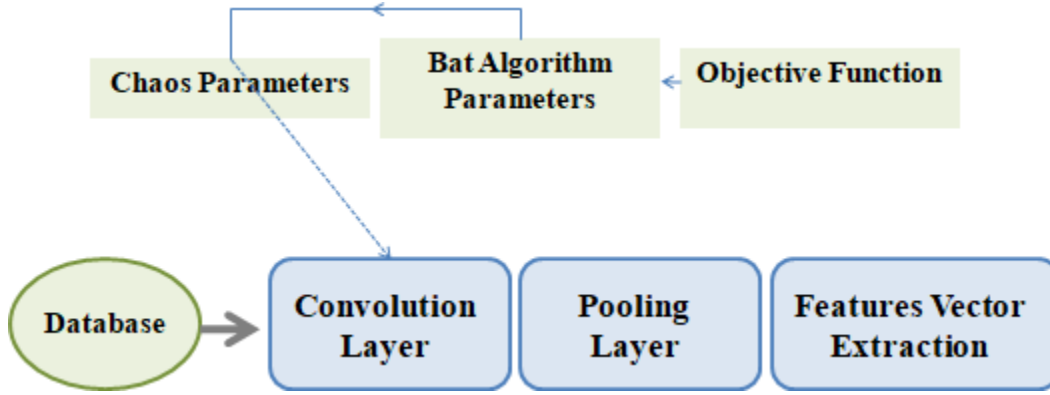 Chaos Parameters
Bat Algorithm
Parameters
Objective Function
Database
Convolution
Layer
Pooling
Layer
Features Vector
Extraction